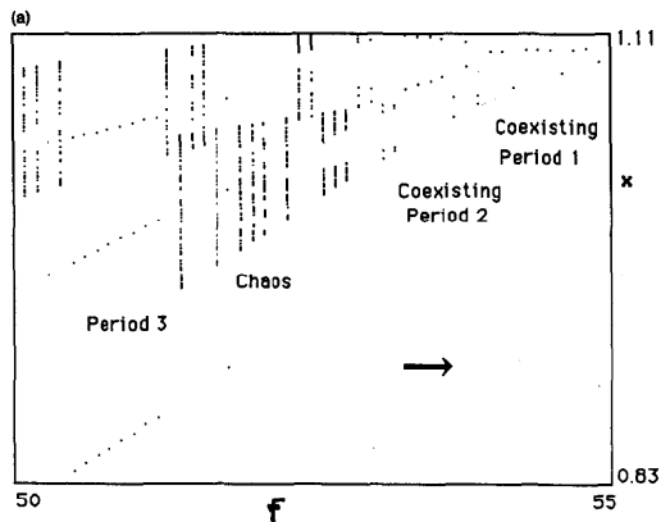 (a)
1.11
Coexisting
Period 1
x
Coexisting
Period 2
Chaos
Period 3
0.83
50
f
55